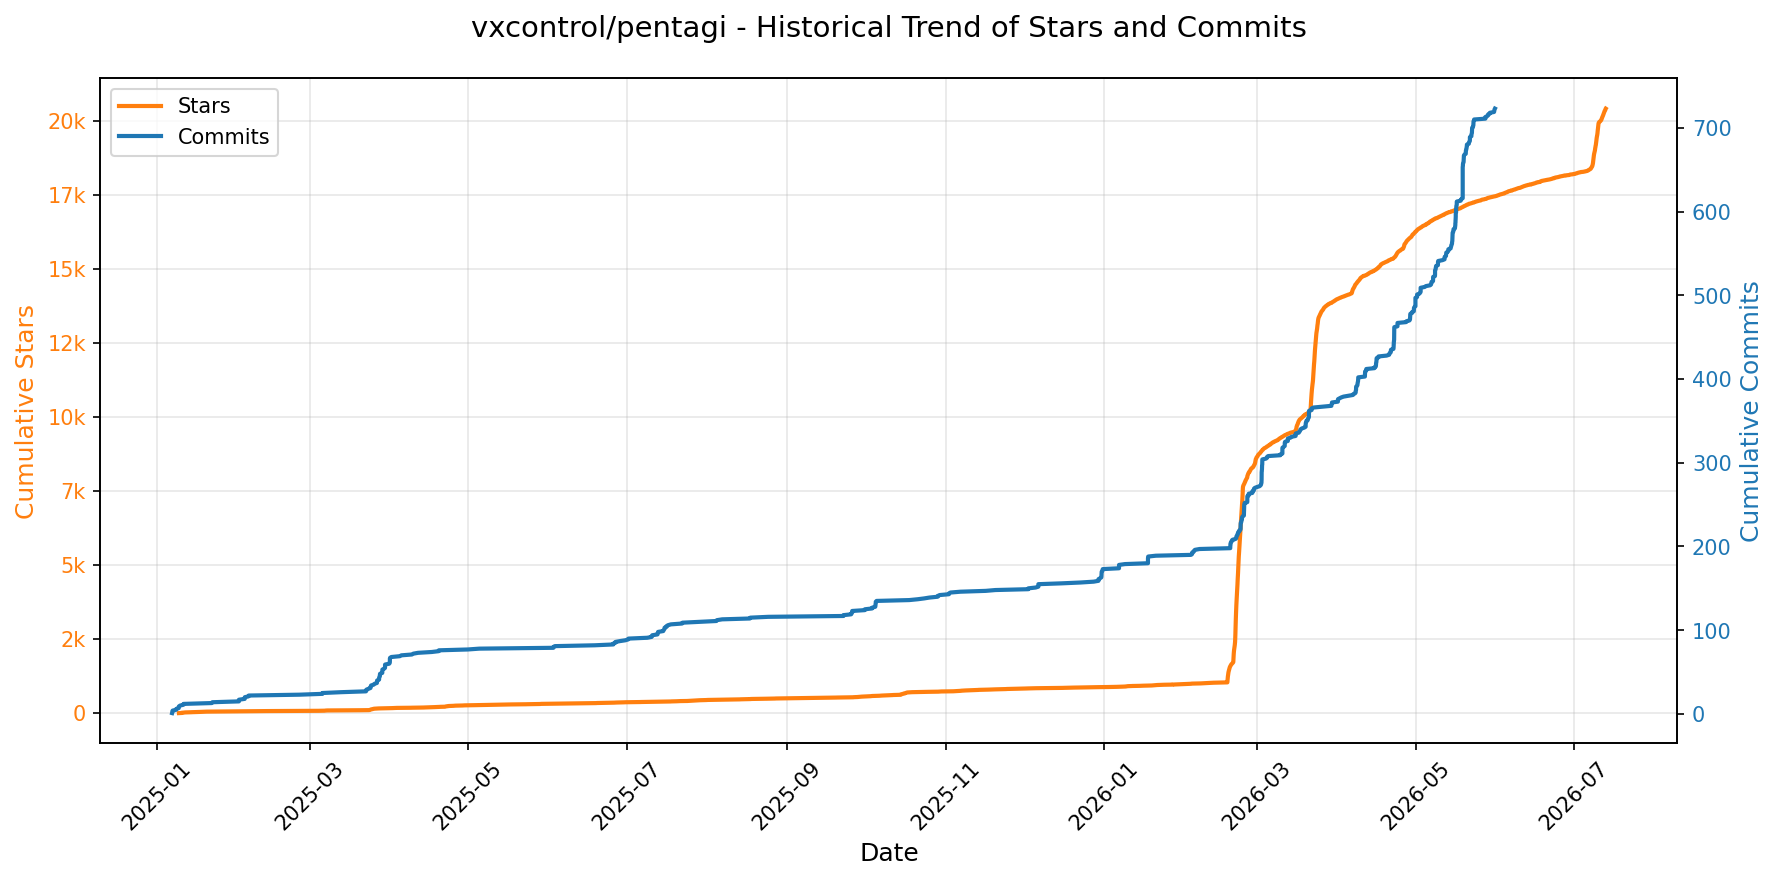 vxcontrol/pentagi - Historical Trend of Stars and Commits
Stars
Commits
20k
17k
15k
12k
10k
7k
5k
2k
0
Cumulative Stars
700
600
500
400
300
200
100
0
Cumulative Commits
2025-01
2025-03
2025-05
2025-07
2025-09
2025-11
2026-01
2026-03
2026-05
2026-07
Date